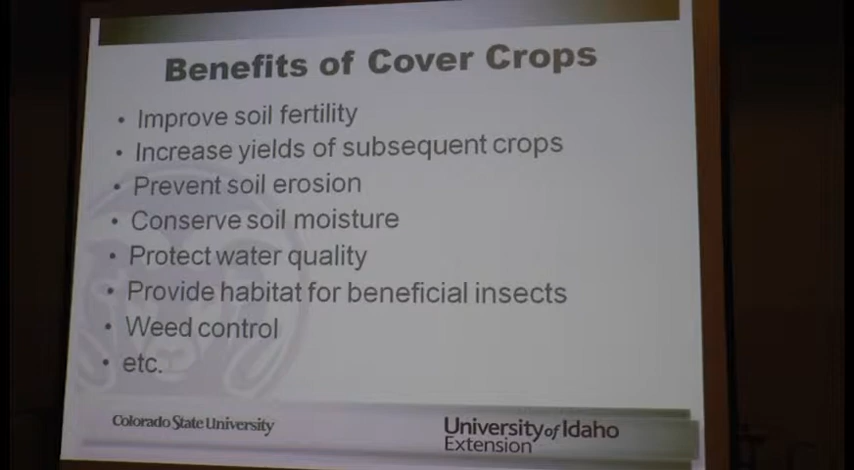 Benefits of Cover Crops
• Improve soil fertility
• Increase yields of subsequent crops
• Prevent soil erosion
• Conserve soil moisture
• Protect water quality
• Provide habitat for beneficial insects
• Weed control
• etc.
Colorado State University
University of Idaho
Extension